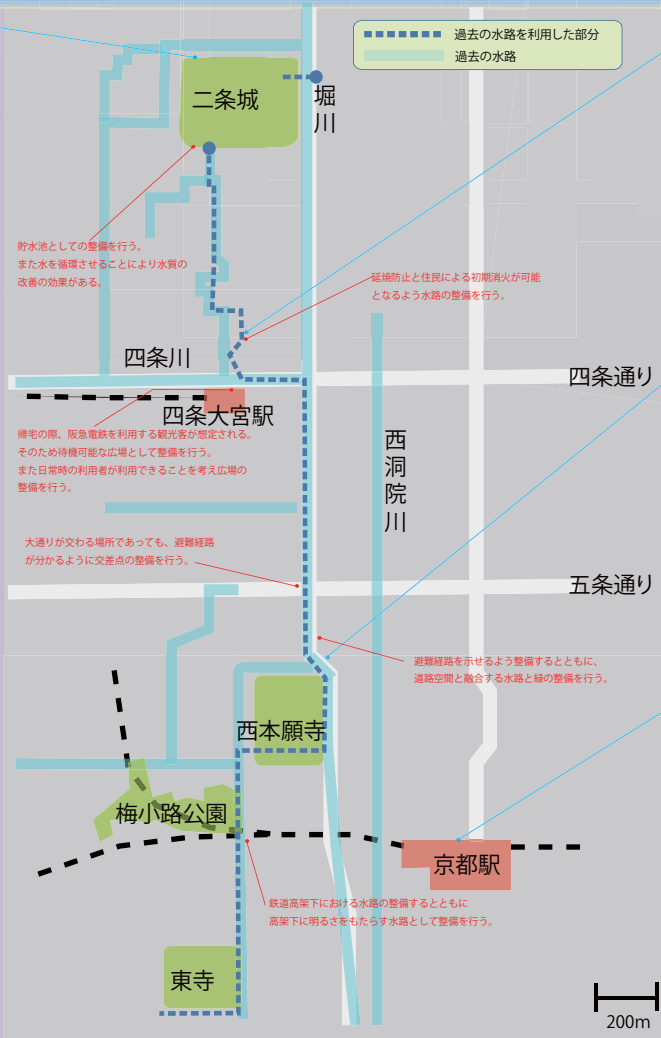 過去の水路を利用した部分
過去の水路
二条城
堀川
貯水池としての整備を行う。
また水を循環させることにより水質の
改善の効果がある。
延焼防止と住民による初期消火が可能
となるよう水路の整備を行う。
四条川
四条通り
四条大宮駅
帰宅の際、阪急電鉄を利用する観光客が想定される。
そのため待機可能な広場として整備を行う。
また日常時の利用者が利用できることを考え広場の
整備を行う。
西洞院川
大通りが交わる場所であっても、避難経路
が分かるように交差点の整備を行う。
五条通り
避難経路を示せるよう整備するとともに、
道路空間と融合する水路と緑の整備を行う。
西本願寺
梅小路公園
京都駅
鉄道高架下における水路の整備するとともに
高架下に明るさをもたらす水路として整備を行う。
東寺
200m